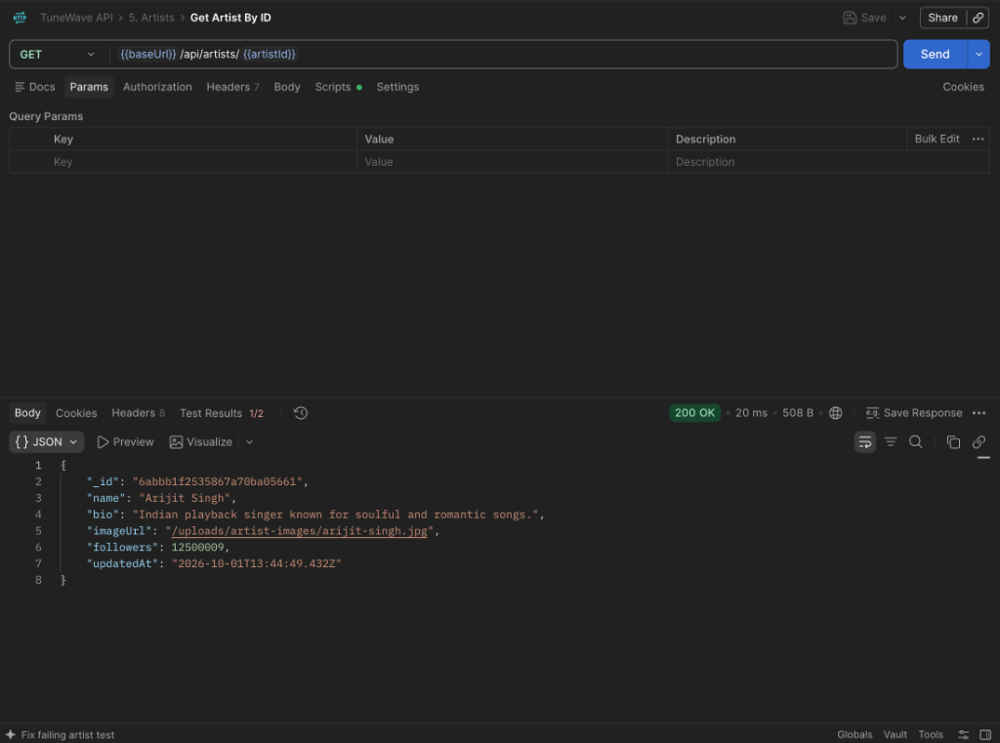 HTTP TuneWave API > 5. Artists > Get Artist By ID Save Share
GET {{baseUrl}} /api/artists/ {{artistId}} Send
Docs Params Authorization Headers 7 Body Scripts Settings Cookies
Query Params
Key Value Description Bulk Edit ...
Key Value Description
Body Cookies Headers 8 Test Results 1/2 200 OK • 20 ms • 508 B • e.g. Save Response ...
{} JSON Preview Visualize
1 {
2 "_id": "6abbb1f2535867a70ba05661",
3 "name": "Arijit Singh",
4 "bio": "Indian playback singer known for soulful and romantic songs.",
5 "imageUrl": "/uploads/artist-images/arijit-singh.jpg",
6 "followers": 12500009,
7 "updatedAt": "2026-10-01T13:44:49.432Z"
8 }
Fix failing artist test Globals Vault Tools